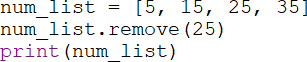 num_list = [5, 15, 25, 35]
num_list.remove(25)
print(num_list)